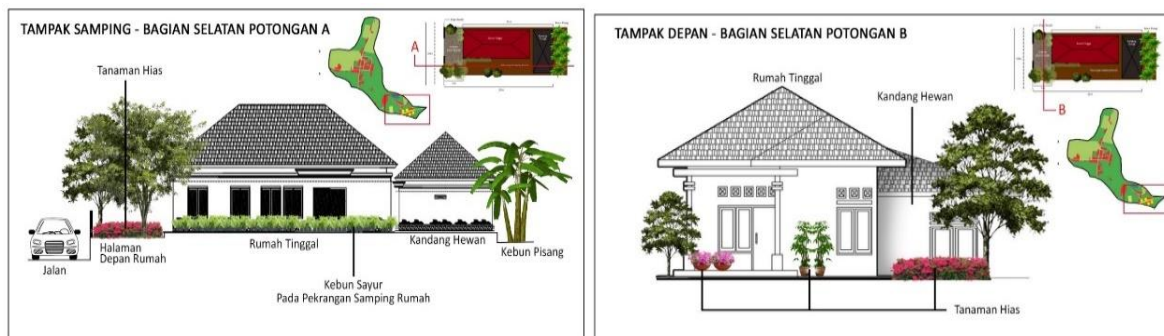 TAMPAK SAMPING - BAGIAN SELATAN POTONGAN A
A
Tanaman Hias
Jalan
Halaman
Depan Rumah
Rumah Tinggal
Kandang Hewan
Kebun Pisang
Kebun Sayur
Pada Pekrangan Samping Rumah
TAMPAK DEPAN - BAGIAN SELATAN POTONGAN B
B
Rumah Tinggal
Kandang Hewan
Tanaman Hias